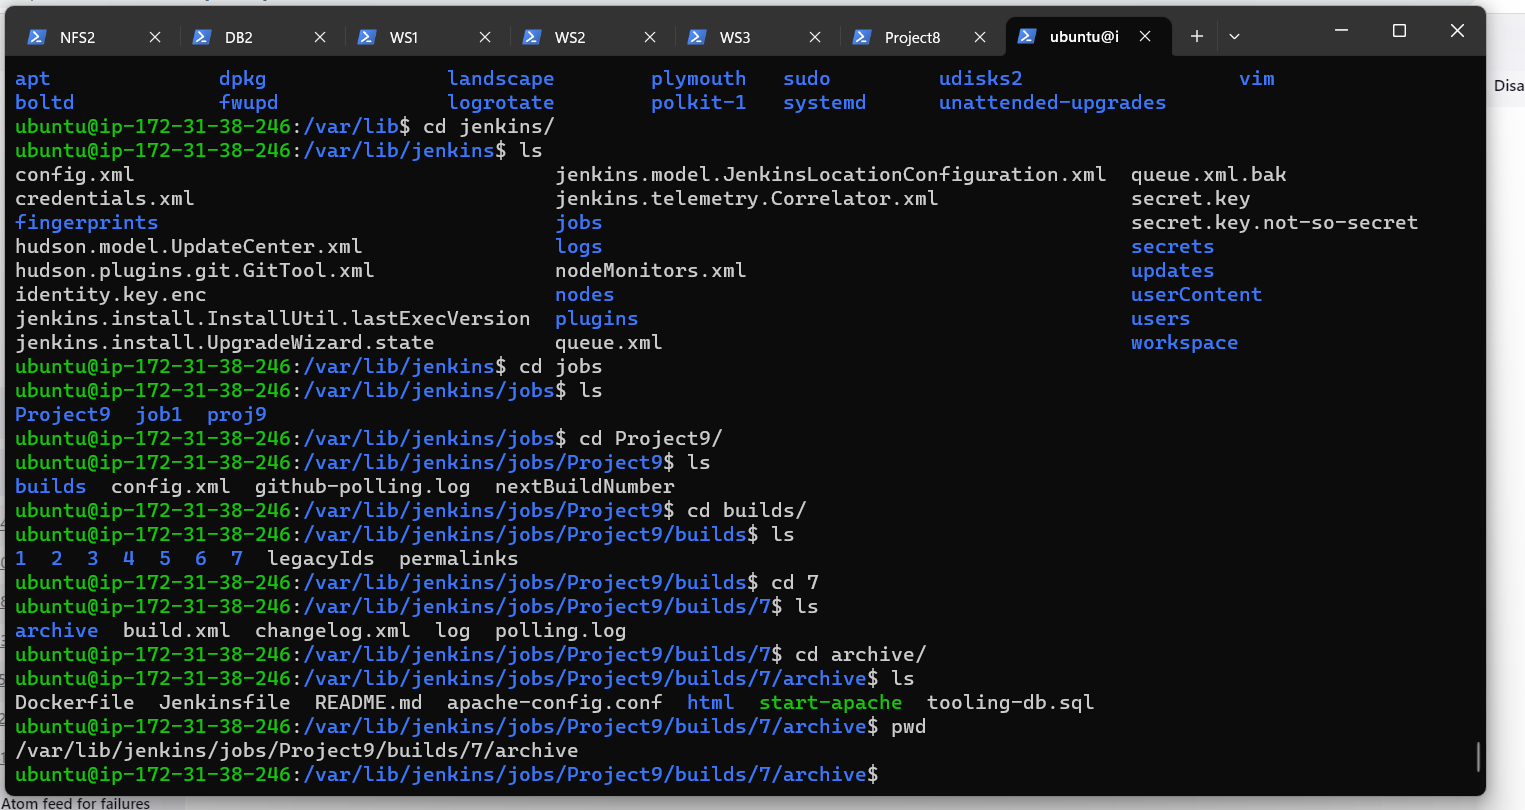 NFS2 DB2 WS1 WS2 WS3 Project8 ubuntu@i
Disa
apt dpkg landscape plymouth sudo udisks2 vim
boltd fwupd logrotate polkit-1 systemd unattended-upgrades
ubuntu@ip-172-31-38-246:/var/lib$ cd jenkins/
ubuntu@ip-172-31-38-246:/var/lib/jenkins$ ls
config.xml jenkins.model.JenkinsLocationConfiguration.xml queue.xml.bak
credentials.xml jenkins.telemetry.Correlator.xml secret.key
fingerprints jobs secret.key.not-so-secret
hudson.model.UpdateCenter.xml logs secrets
hudson.plugins.git.GitTool.xml nodeMonitors.xml updates
identity.key.enc nodes userContent
jenkins.install.InstallUtil.lastExecVersion plugins users
jenkins.install.UpgradeWizard.state queue.xml workspace
ubuntu@ip-172-31-38-246:/var/lib/jenkins$ cd jobs
ubuntu@ip-172-31-38-246:/var/lib/jenkins/jobs$ ls
Project9 job1 proj9
ubuntu@ip-172-31-38-246:/var/lib/jenkins/jobs$ cd Project9/
ubuntu@ip-172-31-38-246:/var/lib/jenkins/jobs/Project9$ ls
builds config.xml github-polling.log nextBuildNumber
ubuntu@ip-172-31-38-246:/var/lib/jenkins/jobs/Project9$ cd builds/
ubuntu@ip-172-31-38-246:/var/lib/jenkins/jobs/Project9/builds$ ls
1 2 3 4 5 6 7 legacyIds permalinks
ubuntu@ip-172-31-38-246:/var/lib/jenkins/jobs/Project9/builds$ cd 7
ubuntu@ip-172-31-38-246:/var/lib/jenkins/jobs/Project9/builds/7$ ls
archive build.xml changelog.xml log polling.log
ubuntu@ip-172-31-38-246:/var/lib/jenkins/jobs/Project9/builds/7$ cd archive/
ubuntu@ip-172-31-38-246:/var/lib/jenkins/jobs/Project9/builds/7/archive$ ls
Dockerfile Jenkinsfile README.md apache-config.conf html start-apache tooling-db.sql
ubuntu@ip-172-31-38-246:/var/lib/jenkins/jobs/Project9/builds/7/archive$ pwd
/var/lib/jenkins/jobs/Project9/builds/7/archive
ubuntu@ip-172-31-38-246:/var/lib/jenkins/jobs/Project9/builds/7/archive$
Atom feed for failures